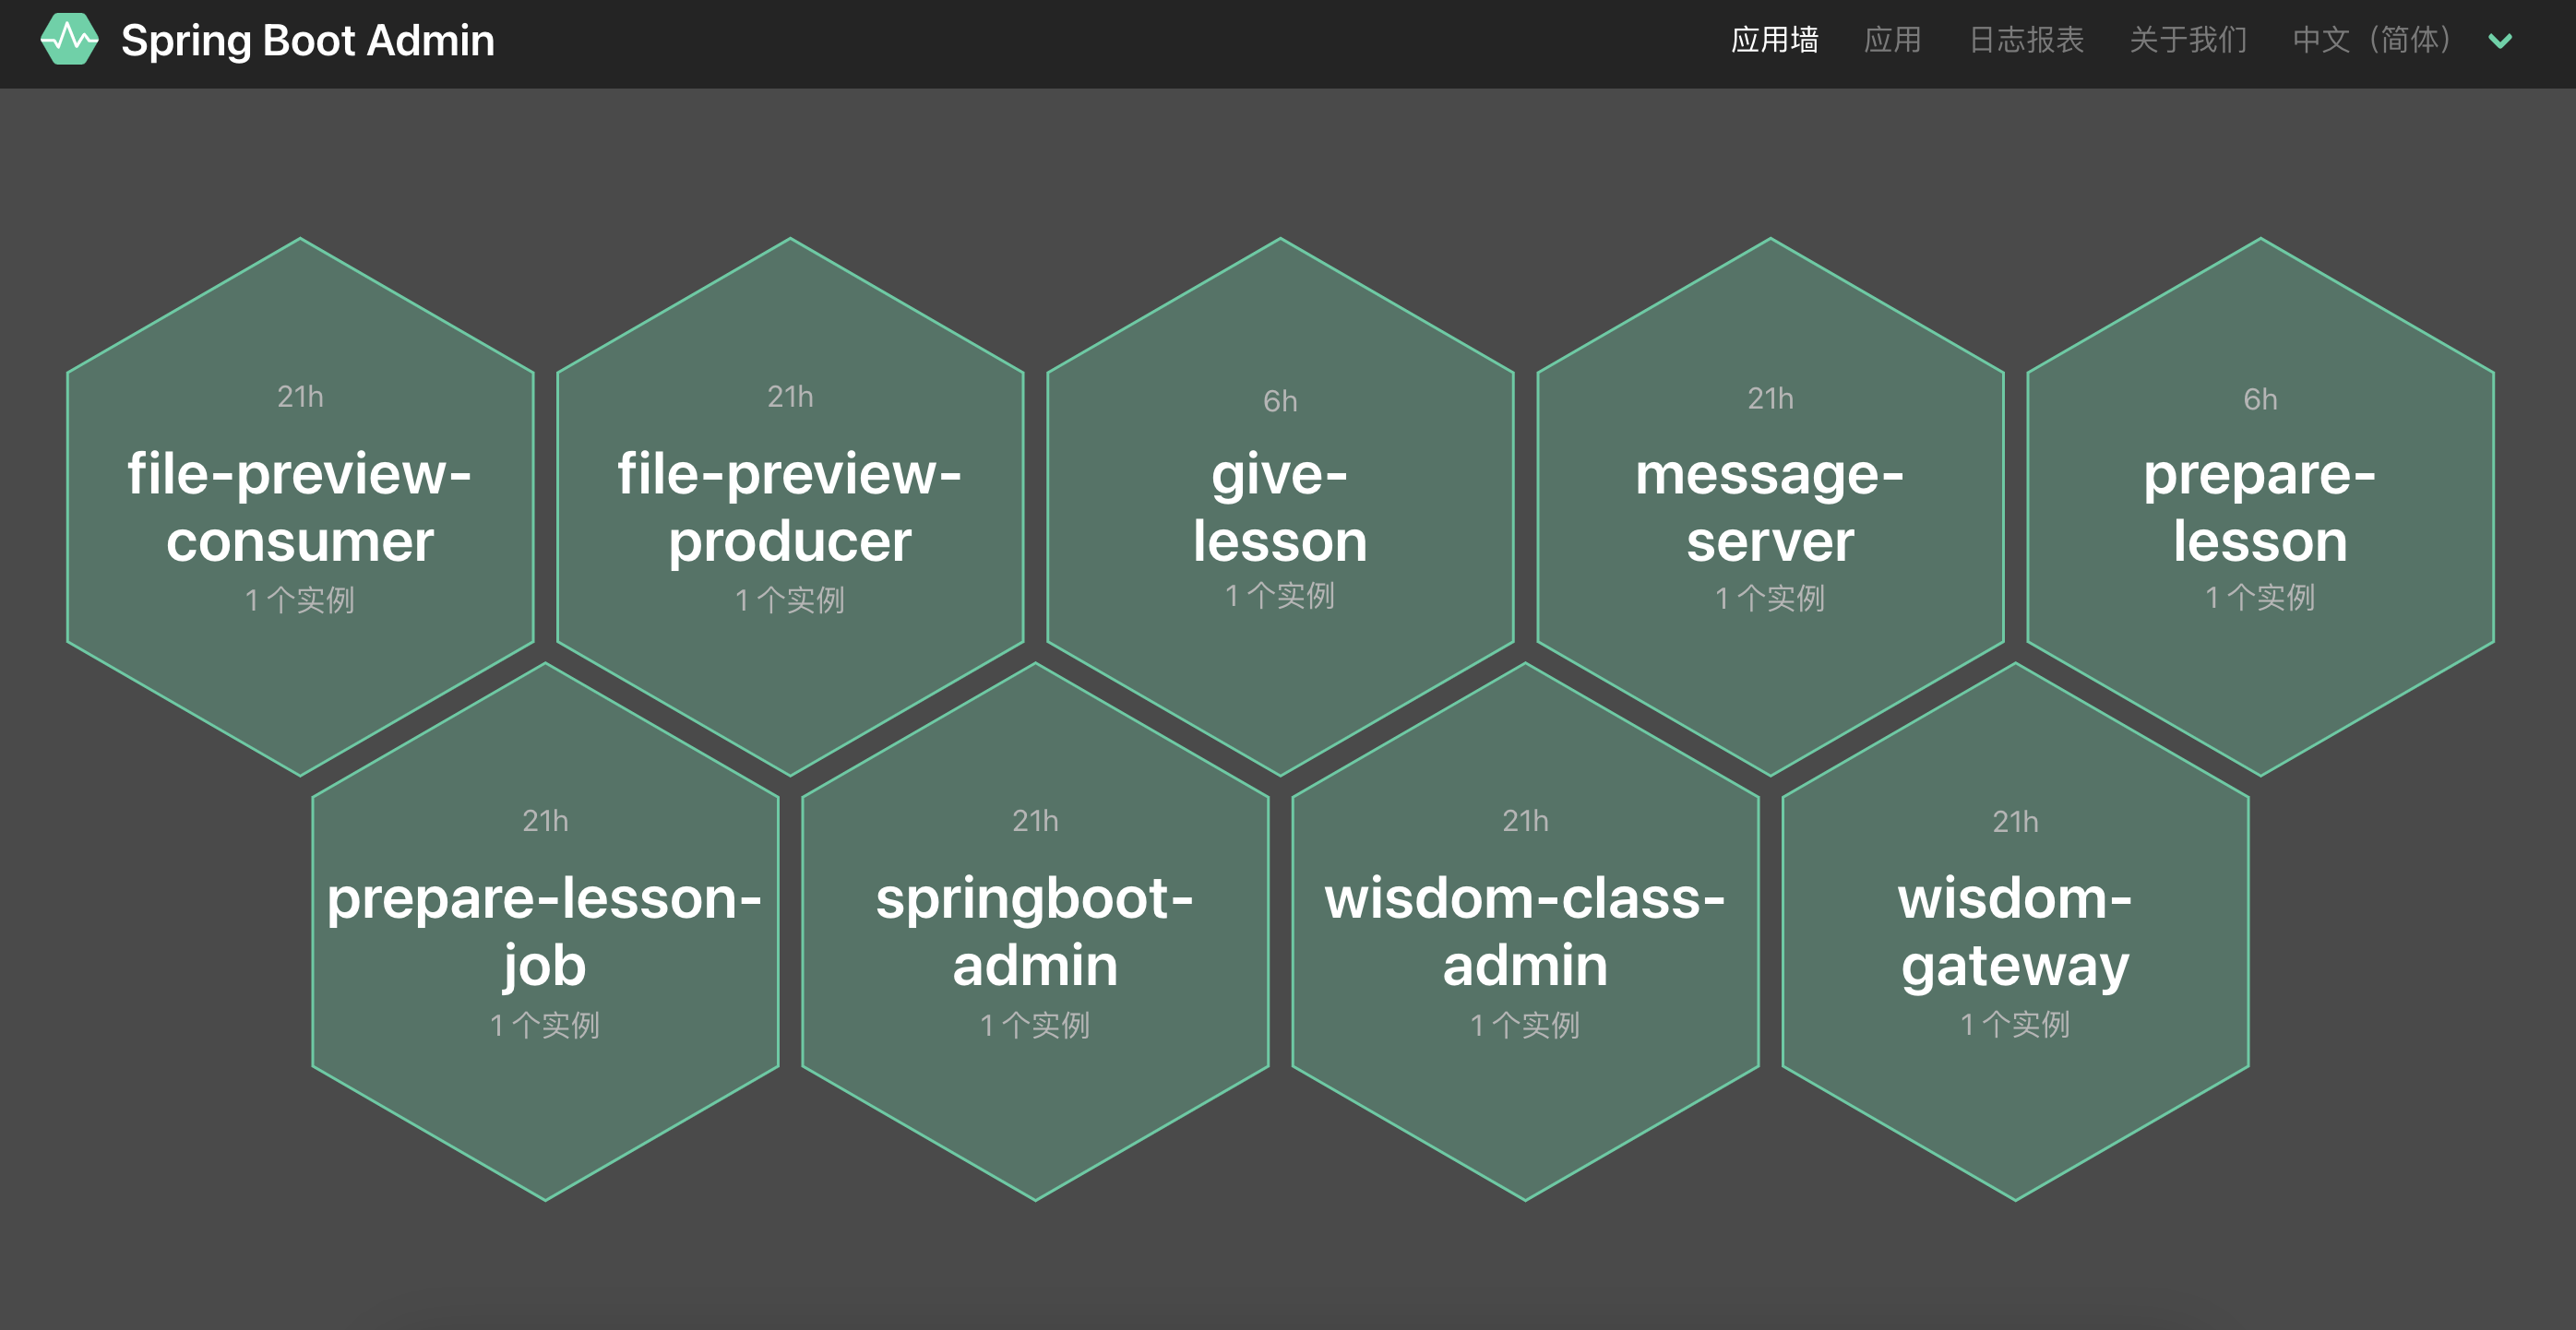 Spring Boot Admin
应用墙 应用 日志报表 关于我们 中文（简体）
21h
file-preview-
consumer
1 个实例
21h
file-preview-
producer
1 个实例
6h
give-
lesson
1 个实例
21h
message-
server
1 个实例
6h
prepare-
lesson
1 个实例
21h
prepare-lesson-
job
1 个实例
21h
springboot-
admin
1 个实例
21h
wisdom-class-
admin
1 个实例
21h
wisdom-
gateway
1 个实例